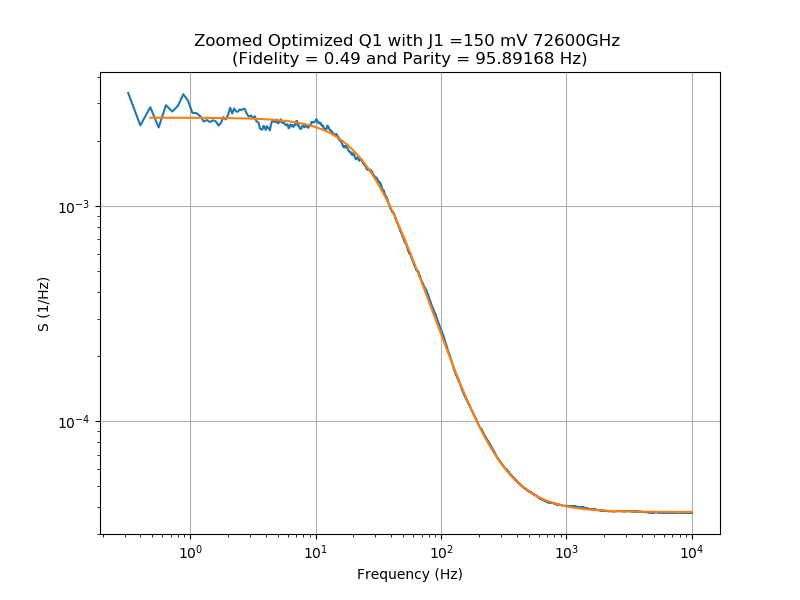 Zoomed Optimized Q1 with J1 =150 mV 72600GHz
(Fidelity = 0.49 and Parity = 95.89168 Hz)
10⁻³
S (1/Hz)
10⁻⁴
10⁰ 10¹ 10² 10³ 10⁴
Frequency (Hz)